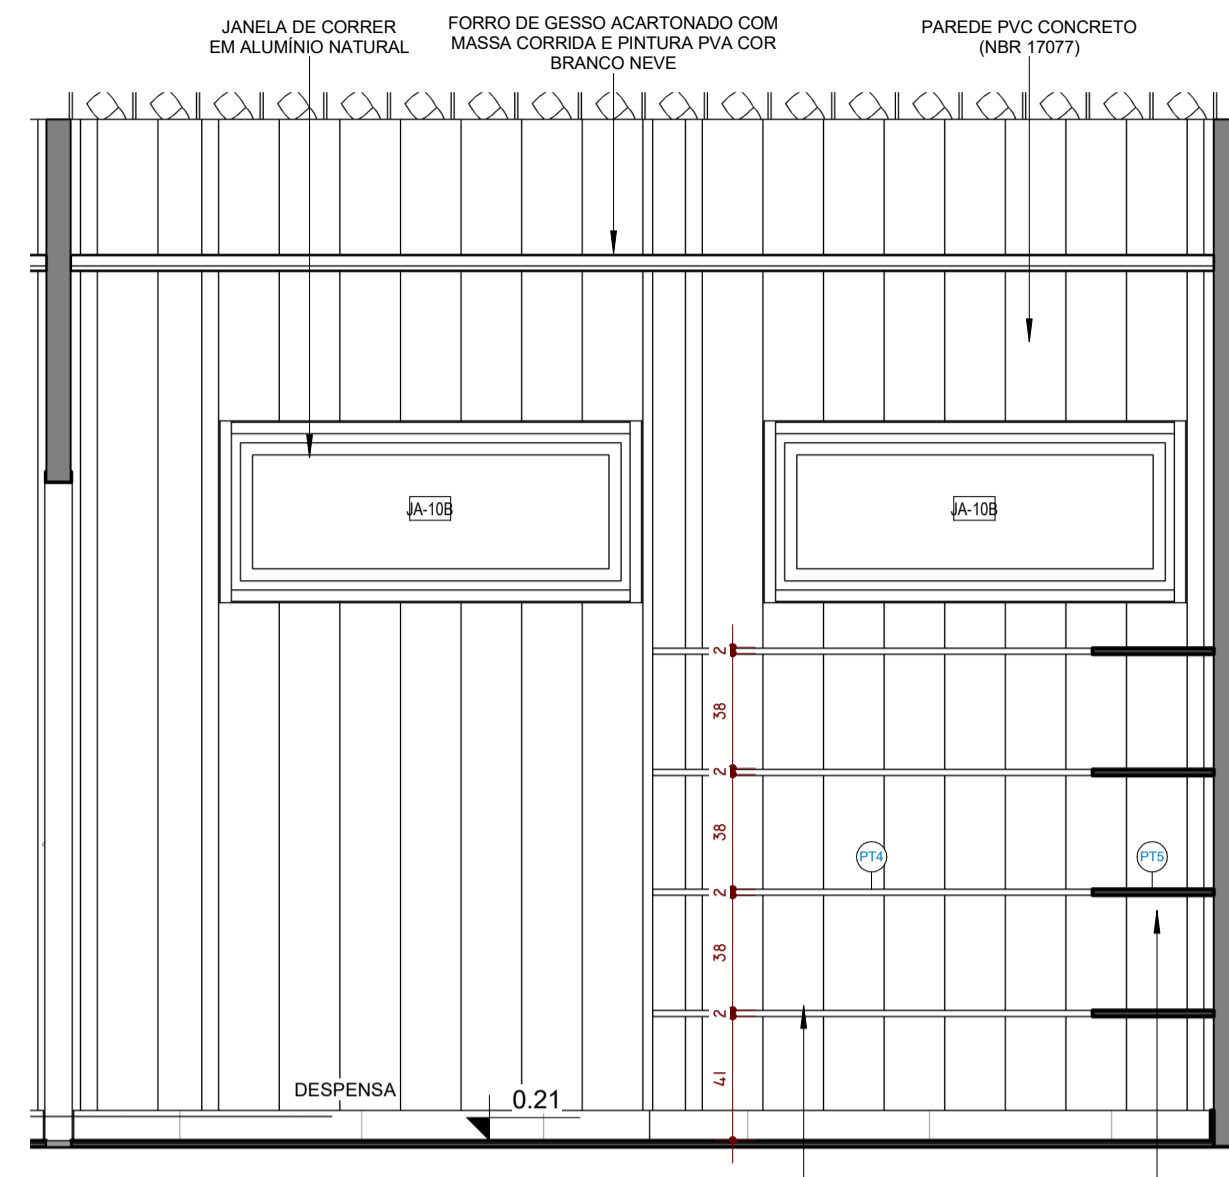 JANELA DE CORRER
EM ALUMÍNIO NATURAL
FORRO DE GESSO ACARTONADO COM
MASSA CORRIDA E PINTURA PVA COR
BRANCO NEVE
PAREDE PVC CONCRETO
(NBR 17077)
JA-10B
JA-10B
2
38
2
38
PT4
PT5
2
38
2
41
DESPENSA
0.21